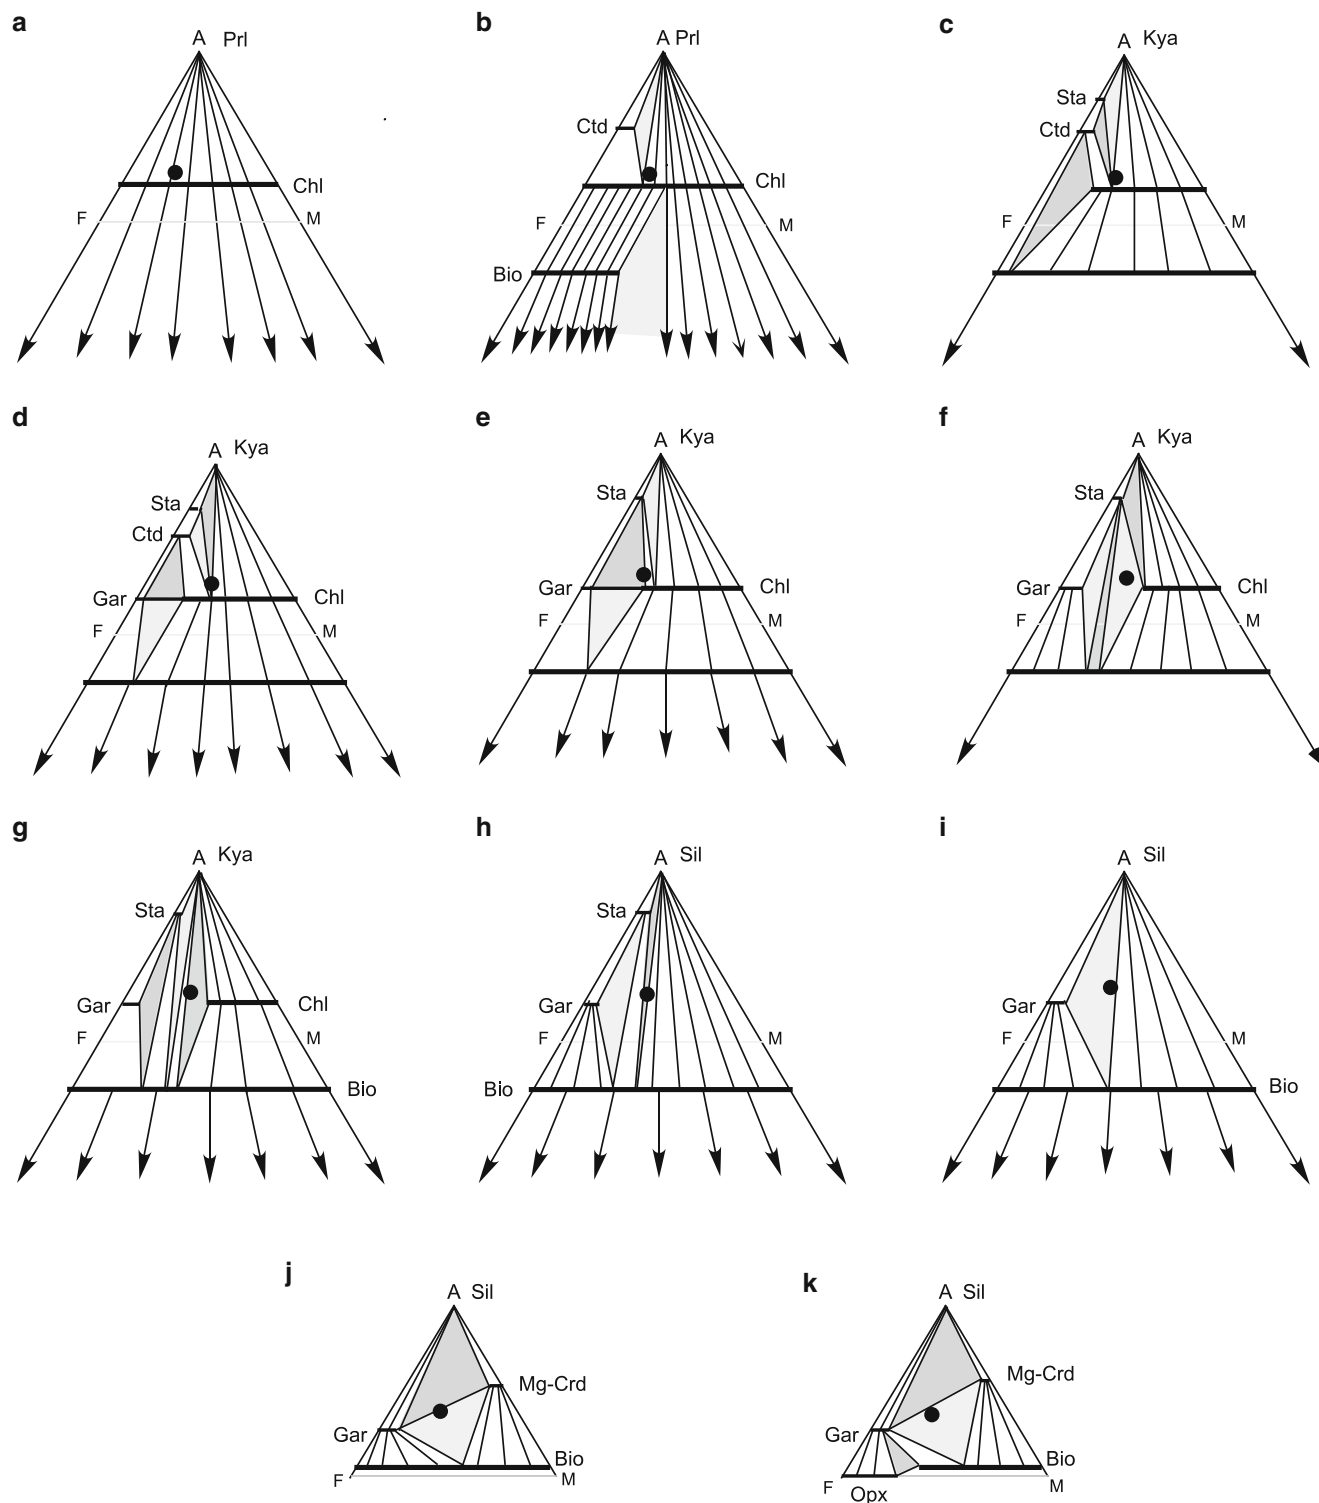 a
A Prl
Chl
F M
b
A Prl
Ctd
Chl
F M
Bio
c
A Kya
Sta
Ctd
F M
d
A Kya
Sta
Ctd
Gar Chl
F M
e
A Kya
Sta
Gar Chl
F M
f
A Kya
Sta
Gar Chl
F M
g
A Kya
Sta
Gar Chl
F M
Bio
h
A Sil
Sta
Gar
F M
Bio
i
A Sil
Gar
F M
Bio
j
A Sil
Mg-Crd
Gar
Bio
F M
k
A Sil
Mg-Crd
Gar
Bio
F Opx M